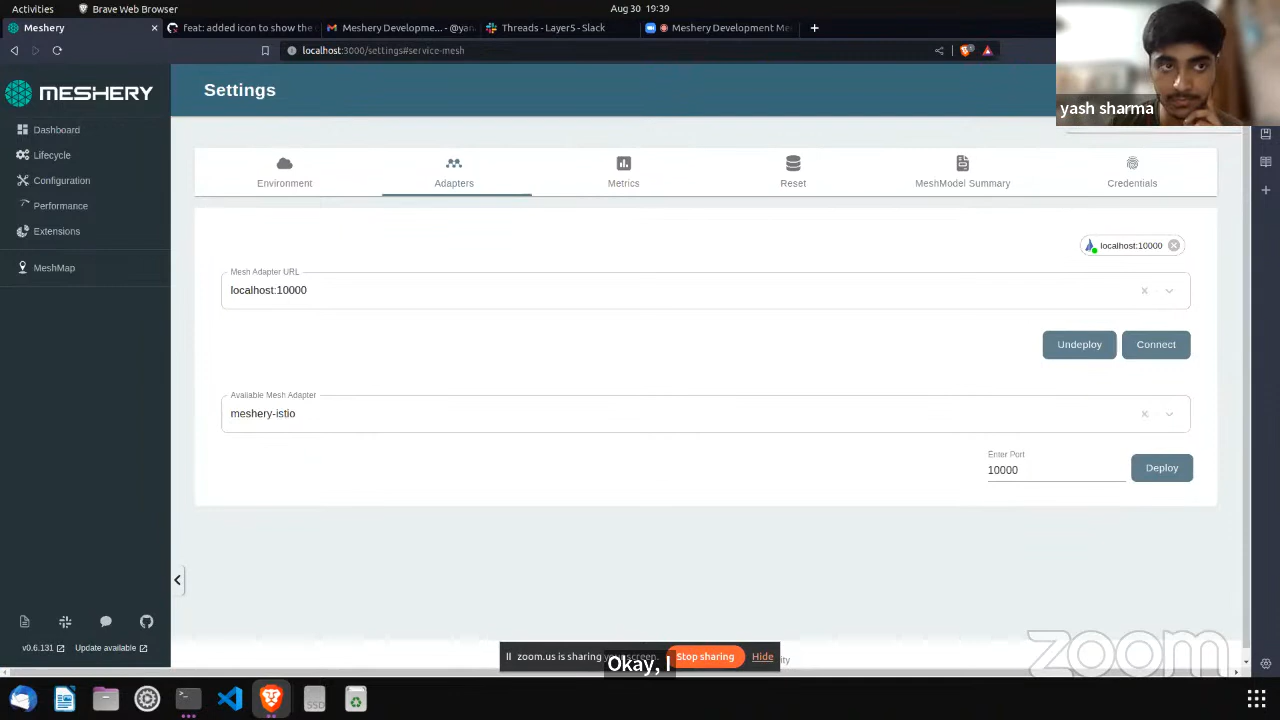 Activities
Brave Web Browser
Aug 30 19:39
Meshery
feat: added icon to show the
Meshery Developme... - @yana
Threads - Layer5 - Slack
Meshery Development Me
localhost:3000/settings#service-mesh
MESHERY
Settings
yash sharma
Dashboard
Lifecycle
Configuration
Performance
Extensions
MeshMap
Environment
Adapters
Metrics
Reset
MeshModel Summary
Credentials
localhost:10000
Mesh Adapter URL
localhost:10000
Undeploy
Connect
Available Mesh Adapter
meshery-istio
Enter Port
10000
Deploy
v0.6.131
Update available
zoom.us is sharing your screen.
Stop sharing
Hide
Okay, I
zoom
SSD